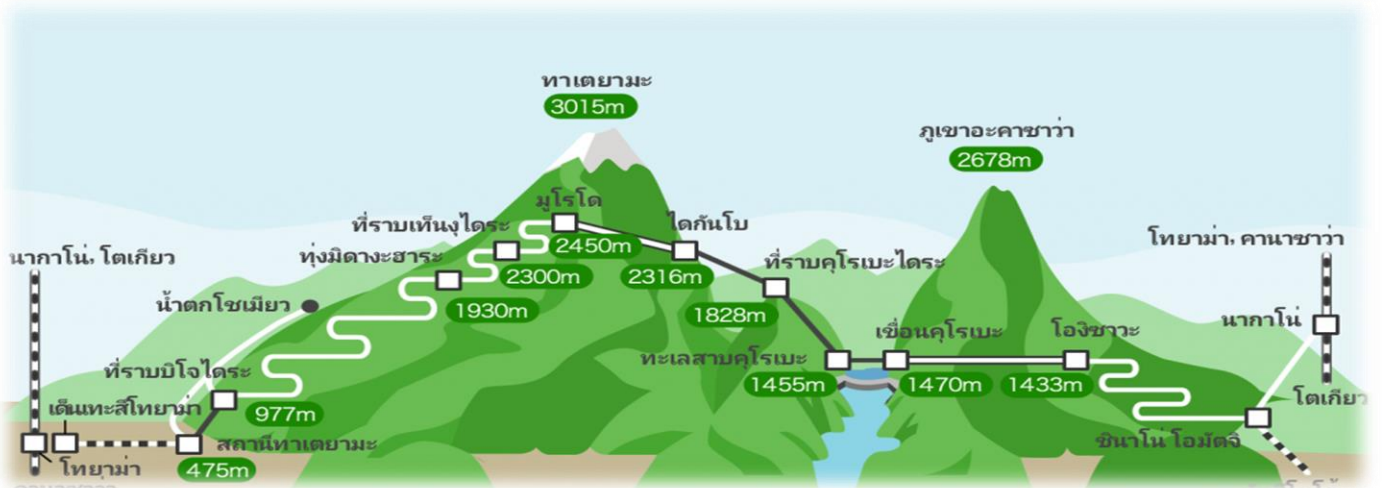 ทาเตยามะ
3015m
ภูเขาอะคาซาว่า
2678m
มูโรโด
2450m
ไดกันโบ
2316m
ที่ราบเท็นงูไดระ
2300m
ทุ่งมิดางะฮาระ
1930m
ที่ราบคุโรเบะไดระ
1828m
โทยาม่า, คานาซาว่า
นากาโน่, โตเกียว
น้ำตกโชเมียว
นากาโน่
เขื่อนคุโรเบะ
1470m
โองิซาวะ
1433m
ทะเลสาบคุโรเบะ
1455m
ที่ราบบิโจไดระ
977m
โตเกียว
เด็นเทะสึโทยาม่า
สถานีทาเตยามะ
475m
ชินาโน่ โอมัตจิ
โทยาม่า